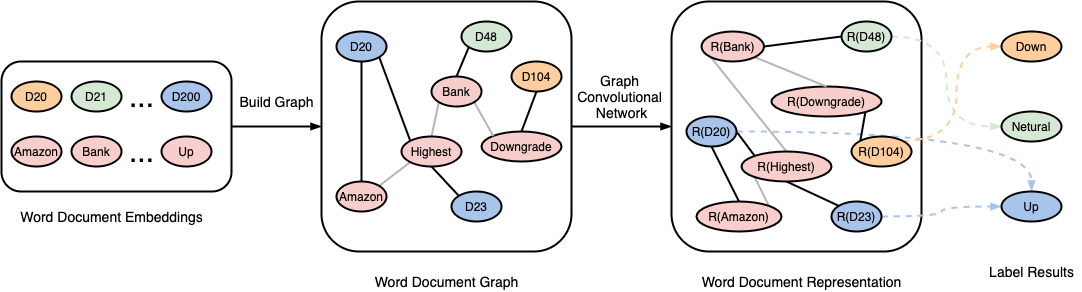 D20
D21
...
D200
Amazon
Bank
...
Up
Word Document Embeddings
Build Graph
D20
D48
Bank
D104
Highest
Downgrade
Amazon
D23
Word Document Graph
Graph
Convolutional
Network
R(Bank)
R(D48)
R(Downgrade)
R(D20)
R(D104)
R(Highest)
R(Amazon)
R(D23)
Word Document Representation
Down
Netural
Up
Label Results